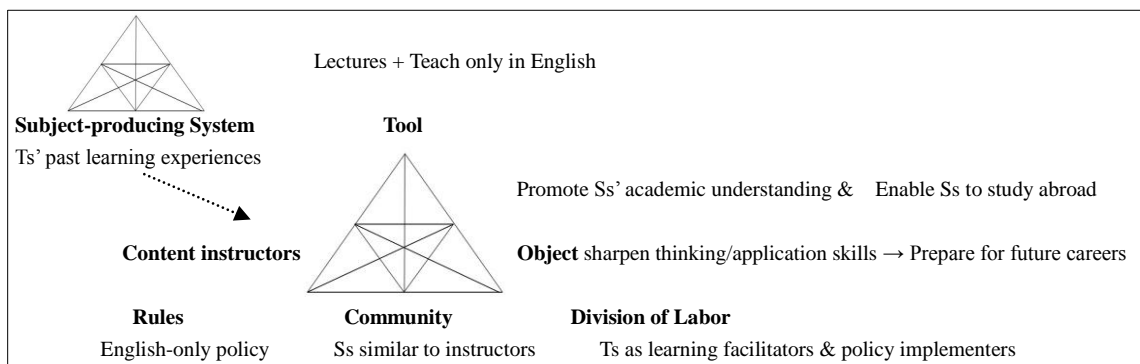 Lectures + Teach only in English
Subject-producing System
Tool
Ts' past learning experiences
Promote Ss' academic understanding & Enable Ss to study abroad
Content instructors
Object sharpen thinking/application skills → Prepare for future careers
Rules
Community
Division of Labor
English-only policy
Ss similar to instructors
Ts as learning facilitators & policy implementers